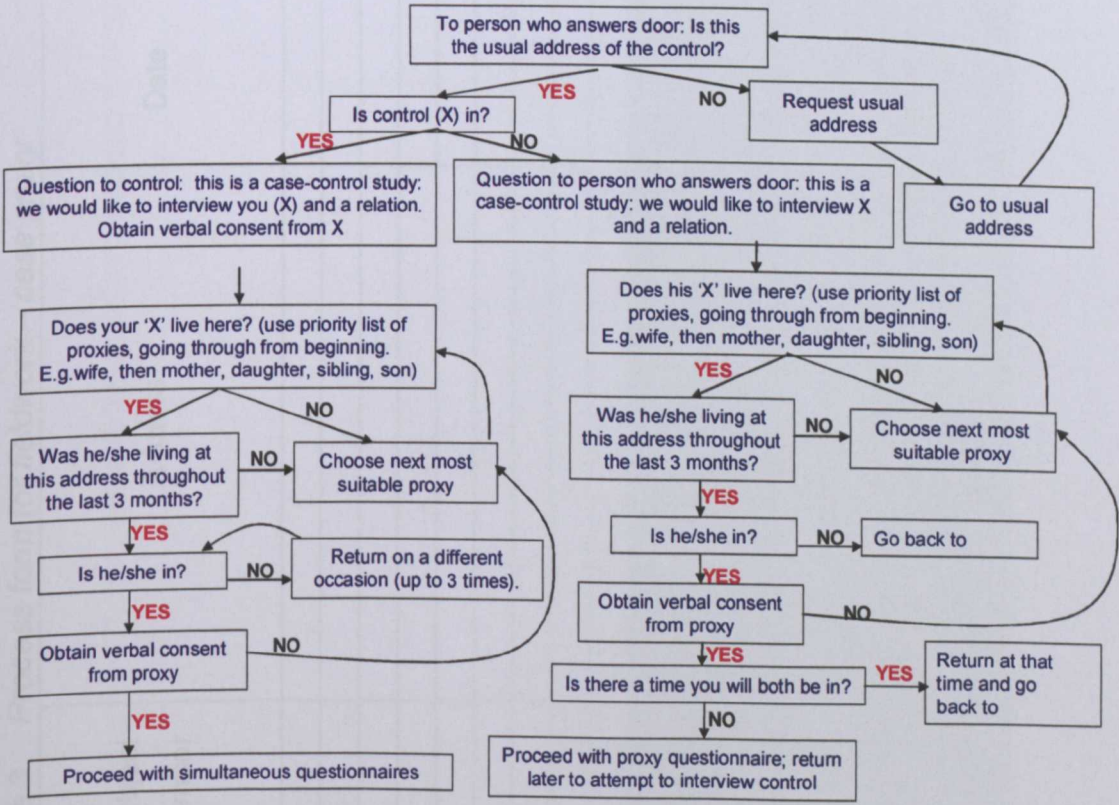 To person who answers door: Is this
the usual address of the control?
YES
NO
Is control (X) in?
Request usual
address
YES
NO
Question to control: this is a case-control study:
we would like to interview you (X) and a relation.
Obtain verbal consent from X
Question to person who answers door: this is a
case-control study: we would like to interview X
and a relation.
Go to usual
address
Does your 'X' live here? (use priority list of
proxies, going through from beginning.
E.g.wife, then mother, daughter, sibling, son)
YES
NO
Was he/she living at
this address throughout
the last 3 months?
NO
Choose next most
suitable proxy
YES
Is he/she in?
NO
Return on a different
occasion (up to 3 times).
YES
Obtain verbal consent
from proxy
NO
YES
Proceed with simultaneous questionnaires
Does his 'X' live here? (use priority list of
proxies, going through from beginning.
E.g.wife, then mother, daughter, sibling, son)
YES
NO
Was he/she living at
this address throughout
the last 3 months?
NO
Choose next most
suitable proxy
YES
Is he/she in?
NO
Go back to
YES
Obtain verbal consent
from proxy
NO
YES
Is there a time you will both be in?
YES
Return at that
time and go
back to
NO
Proceed with proxy questionnaire; return
later to attempt to interview control
Date